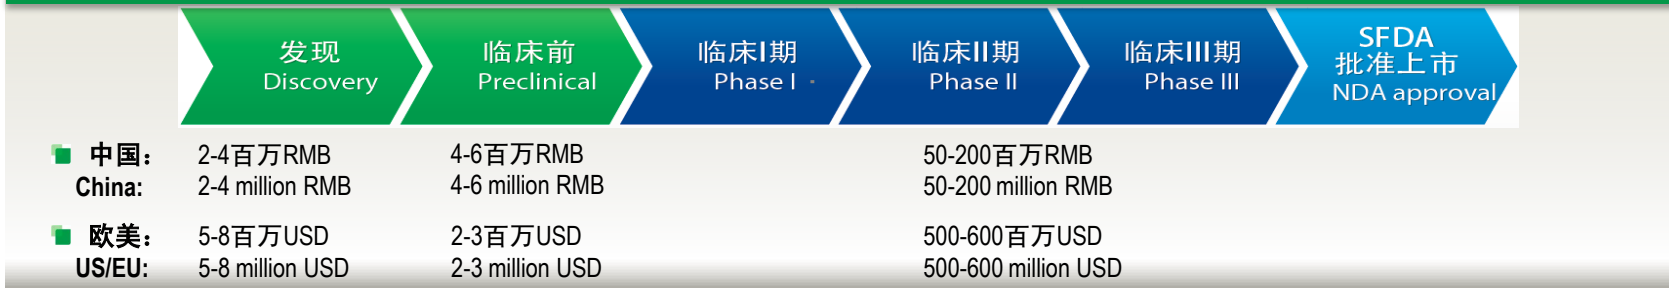 发现
Discovery
临床前
Preclinical
临床I期
Phase I
临床II期
Phase II
临床III期
Phase III
SFDA
批准上市
NDA approval
中国： 2-4百万RMB 4-6百万RMB 50-200百万RMB
China: 2-4 million RMB 4-6 million RMB 50-200 million RMB
欧美： 5-8百万USD 2-3百万USD 500-600百万USD
US/EU: 5-8 million USD 2-3 million USD 500-600 million USD